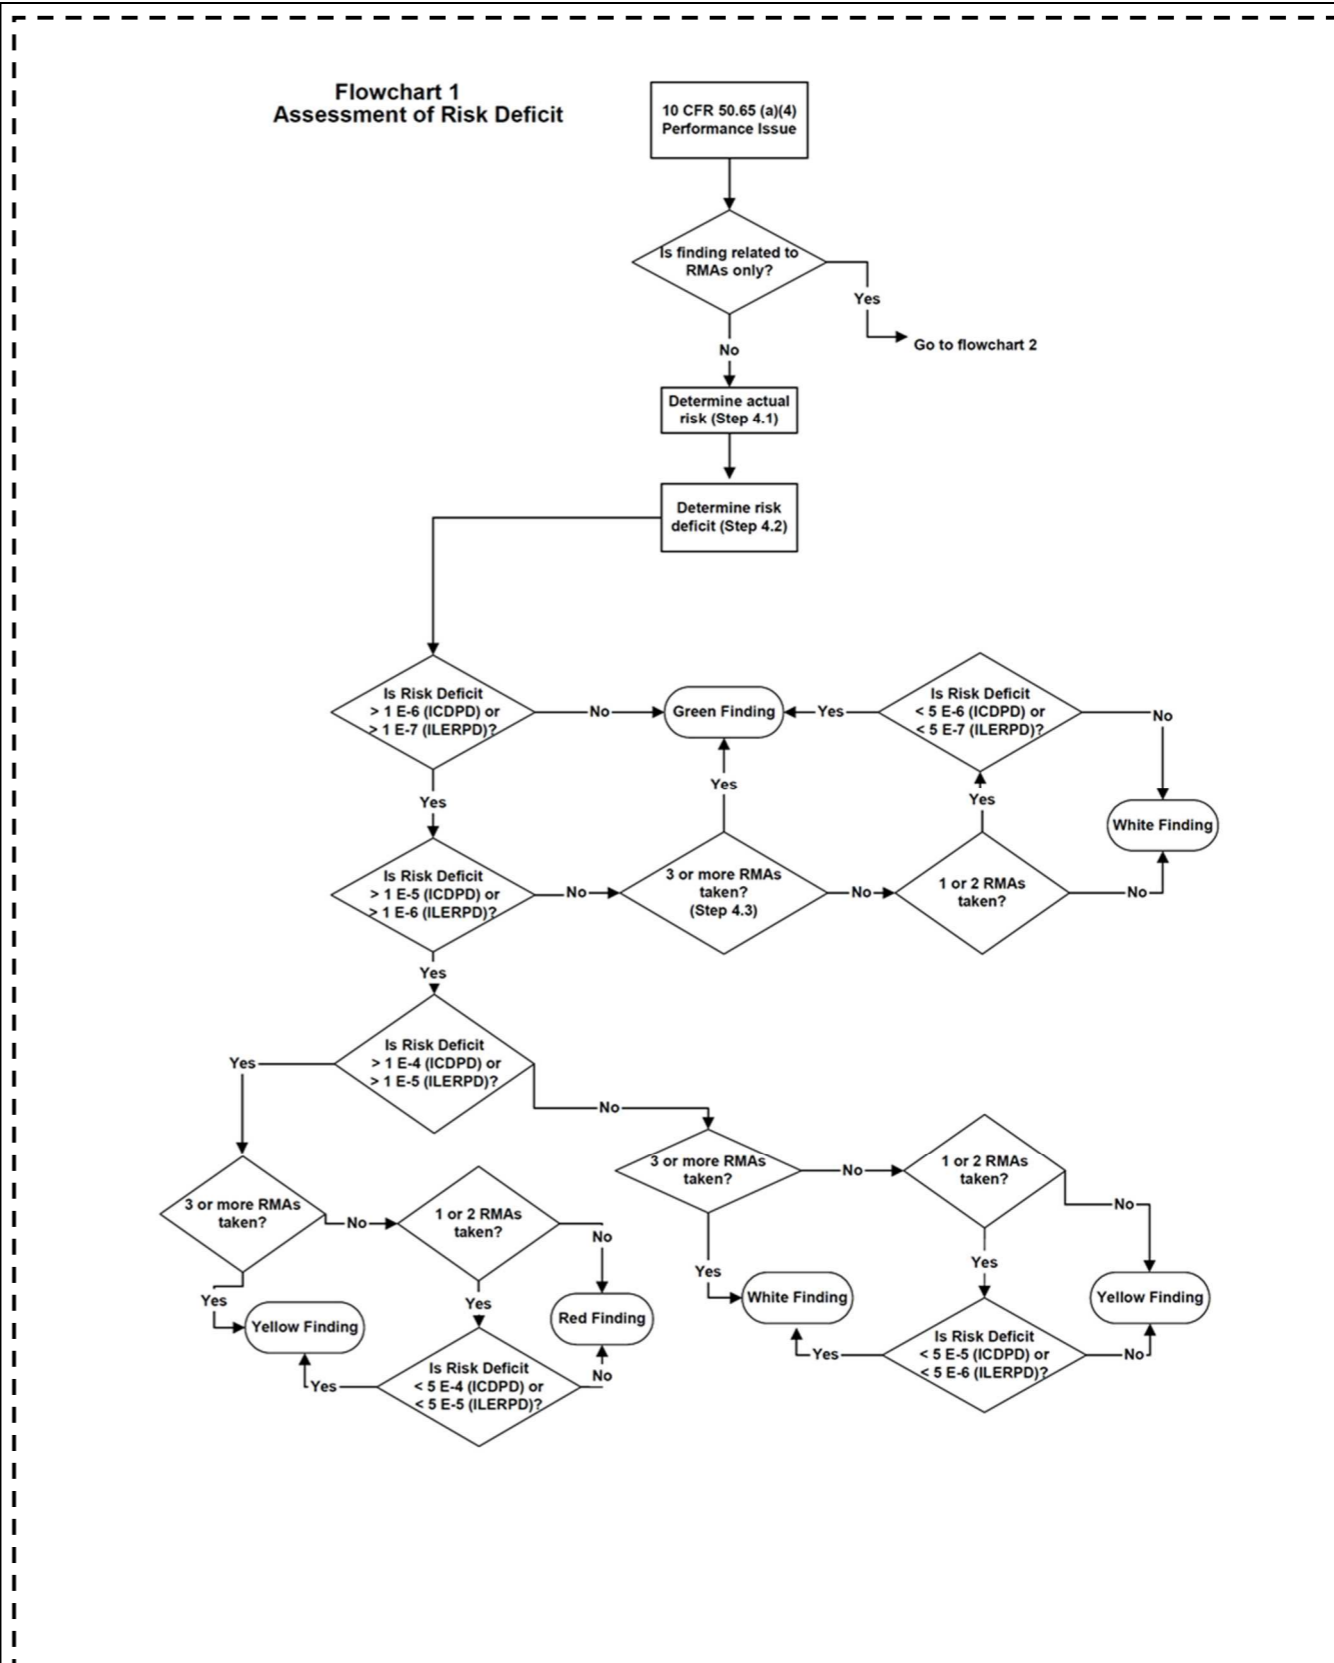 Flowchart 1
Assessment of Risk Deficit
10 CFR 50.65 (a)(4)
Performance Issue
Is finding related to
RMAs only?
Yes
Go to flowchart 2
No
Determine actual
risk (Step 4.1)
Determine risk
deficit (Step 4.2)
Is Risk Deficit
> 1 E-6 (ICDPD) or
> 1 E-7 (ILERPD)?
No
Green Finding
Yes
Is Risk Deficit
< 5 E-6 (ICDPD) or
< 5 E-7 (ILERPD)?
No
Yes
Yes
Yes
White Finding
Is Risk Deficit
> 1 E-5 (ICDPD) or
> 1 E-6 (ILERPD)?
No
3 or more RMAs
taken?
(Step 4.3)
No
1 or 2 RMAs
taken?
No
Yes
Is Risk Deficit
> 1 E-4 (ICDPD) or
> 1 E-5 (ILERPD)?
Yes
No
3 or more RMAs
taken?
No
1 or 2 RMAs
taken?
No
3 or more RMAs
taken?
No
1 or 2 RMAs
taken?
No
Yes
Yes
Yes
Yes
Yellow Finding
Red Finding
White Finding
Yellow Finding
Is Risk Deficit
< 5 E-4 (ICDPD) or
< 5 E-5 (ILERPD)?
Yes
No
Is Risk Deficit
< 5 E-5 (ICDPD) or
< 5 E-6 (ILERPD)?
Yes
No